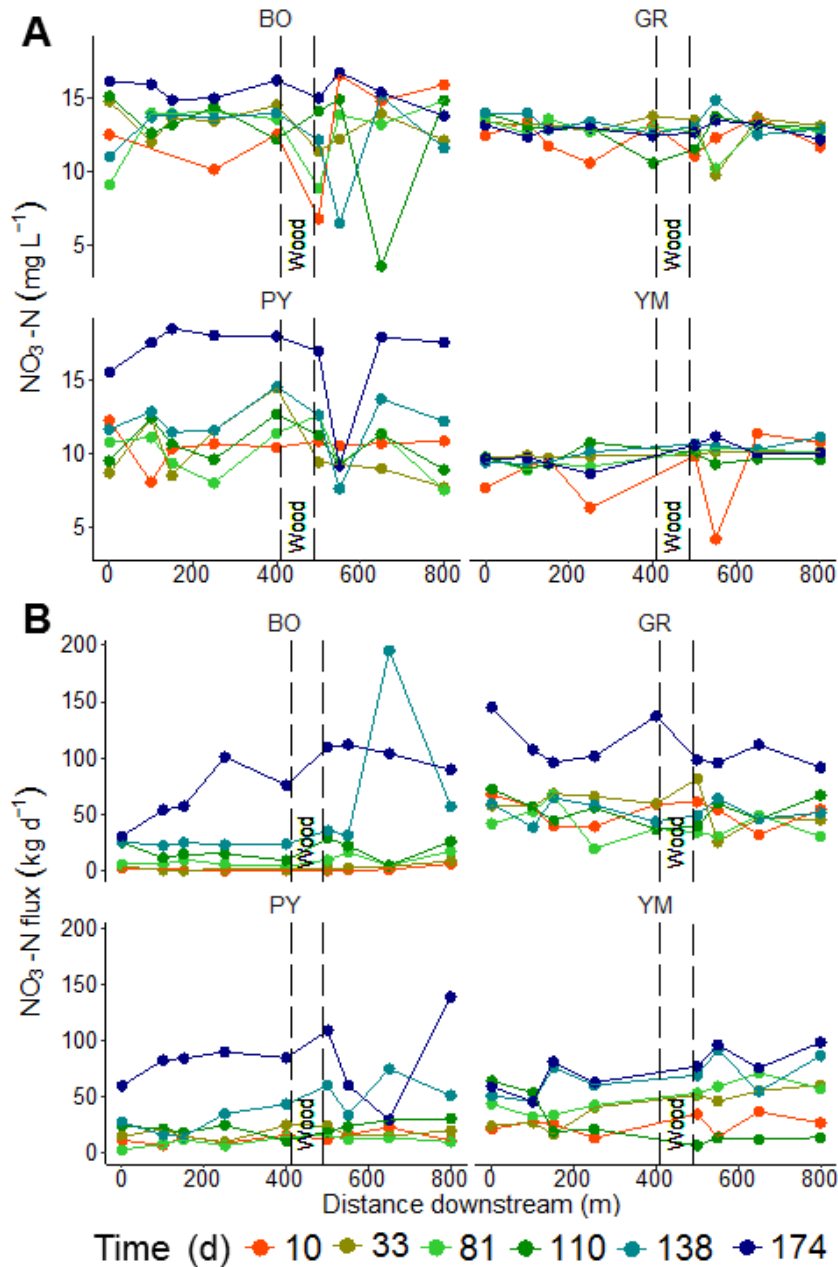 A
BO
GR
15
10
5
Wood
Wood
PY
YM
15
10
5
Wood
Wood
NO₃ -N (mg L⁻¹)
0 200 400 600 800 0 200 400 600 800
B
BO
GR
200
150
100
50
0
Wood
Wood
PY
YM
200
150
100
50
0
Wood
Wood
NO₃ -N flux (kg d⁻¹)
0 200 400 600 800 0 200 400 600 800
Distance downstream (m)
Time (d) 10 33 81 110 138 174